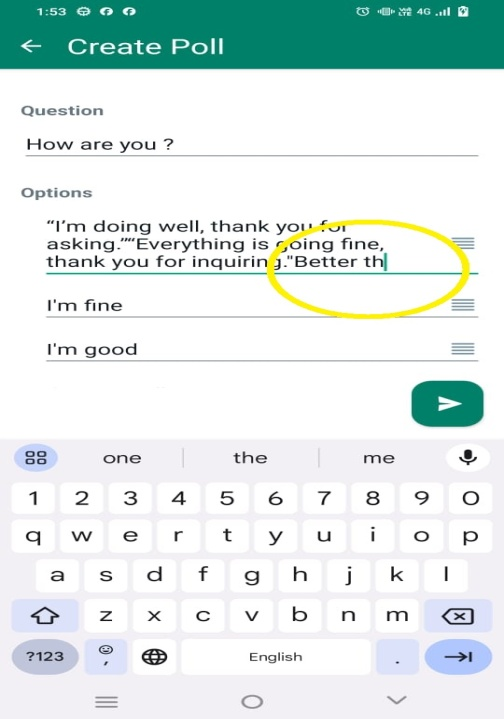 1:53 4G
Create Poll
Question
How are you ?
Options
“I’m doing well, thank you for
asking.”“Everything is going fine,
thank you for inquiring."Better th
I'm fine
I'm good
one the me
1 2 3 4 5 6 7 8 9 0
q w e r t y u i o p
a s d f g h j k l
z x c v b n m
?123 , English .